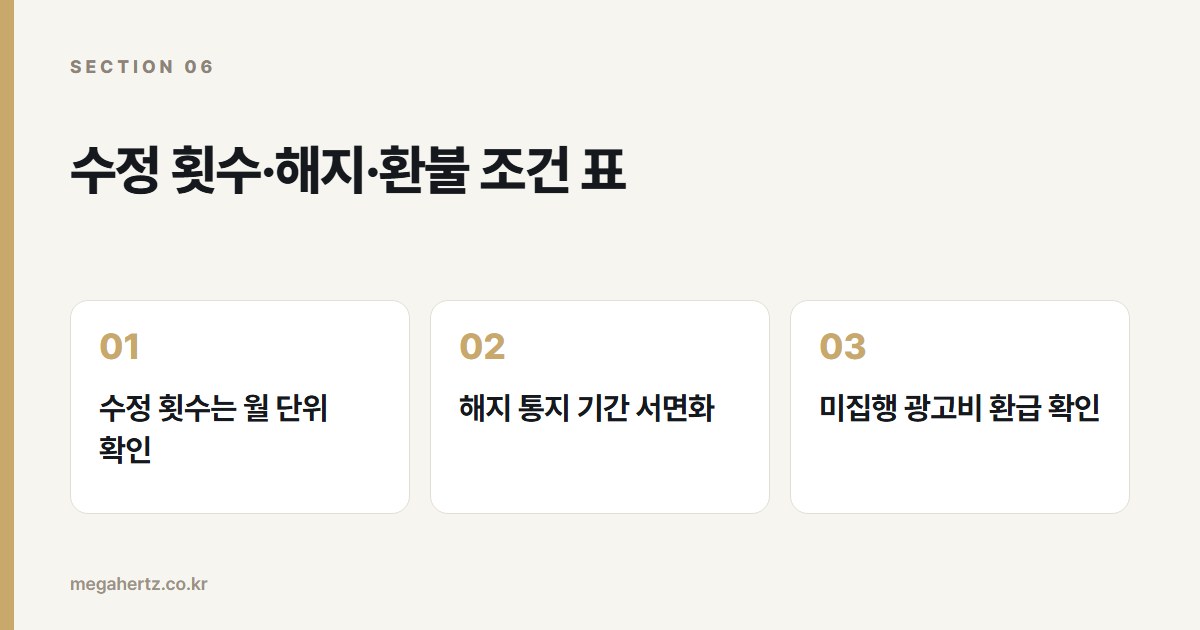 SECTION 06
수정 횟수·해지·환불 조건 표
01
수정 횟수는 월 단위
확인
02
해지 통지 기간 서면화
03
미집행 광고비 환급 확인
megahertz.co.kr